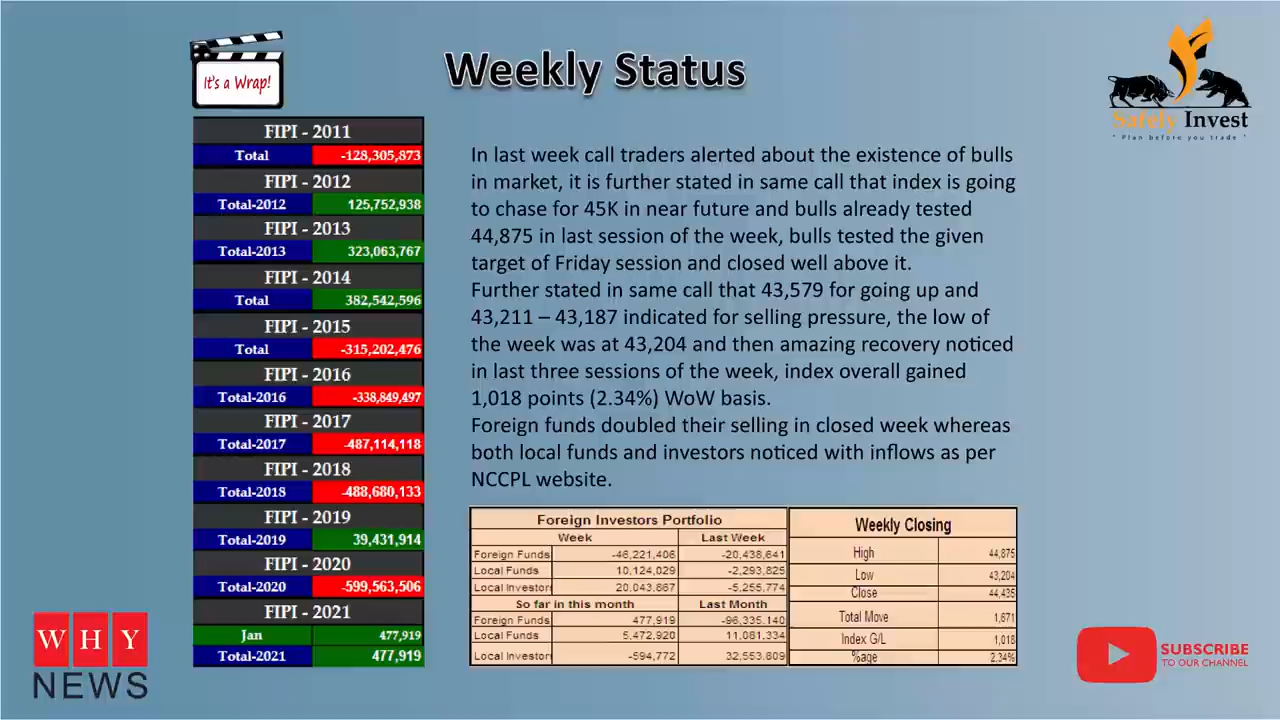 It's a Wrap!
Weekly Status
Safely Invest
" Plan before you trade "
FIPI - 2011
Total -128,305,873
FIPI - 2012
Total-2012 125,752,938
FIPI - 2013
Total-2013 323,063,767
FIPI - 2014
Total 382,542,596
FIPI - 2015
Total -315,202,476
FIPI - 2016
Total-2016 -338,849,497
FIPI - 2017
Total-2017 -487,114,118
FIPI - 2018
Total-2018 -488,680,133
FIPI - 2019
Total-2019 39,431,914
FIPI - 2020
Total-2020 -599,563,506
FIPI - 2021
Jan 477,919
Total-2021 477,919
In last week call traders alerted about the existence of bulls
in market, it is further stated in same call that index is going
to chase for 45K in near future and bulls already tested
44,875 in last session of the week, bulls tested the given
target of Friday session and closed well above it.
Further stated in same call that 43,579 for going up and
43,211 – 43,187 indicated for selling pressure, the low of
the week was at 43,204 and then amazing recovery noticed
in last three sessions of the week, index overall gained
1,018 points (2.34%) WoW basis.
Foreign funds doubled their selling in closed week whereas
both local funds and investors noticed with inflows as per
NCCPL website.
Foreign Investors Portfolio
Week Last Week
Foreign Funds -46,221,406 -20,438,641
Local Funds 10,124,029 -2,293,825
Local Investor 20,043,867 -5,255,774
So far in this month Last Month
Foreign Funds 477,919 -96,335,140
Local Funds 5,472,920 11,081,334
Local Investor -594,772 32,553,809
Weekly Closing
High 44,875
Low 43,204
Close 44,435
Total Move 1,671
Index G/L 1,018
%age 2.34%
WHY
NEWS
SUBSCRIBE
TO OUR CHANNEL